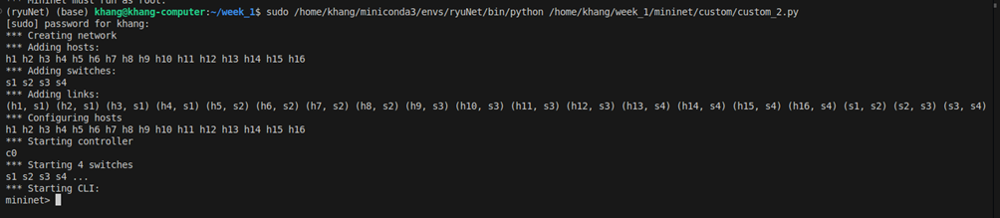 *** Mininet must run as root.
(ryuNet) (base) khang@khang-computer:~/week_1$ sudo /home/khang/miniconda3/envs/ryuNet/bin/python /home/khang/week_1/mininet/custom/custom_2.py
[sudo] password for khang:
*** Creating network
*** Adding hosts:
h1 h2 h3 h4 h5 h6 h7 h8 h9 h10 h11 h12 h13 h14 h15 h16
*** Adding switches:
s1 s2 s3 s4
*** Adding links:
(h1, s1) (h2, s1) (h3, s1) (h4, s1) (h5, s2) (h6, s2) (h7, s2) (h8, s2) (h9, s3) (h10, s3) (h11, s3) (h12, s3) (h13, s4) (h14, s4) (h15, s4) (h16, s4) (s1, s2) (s2, s3) (s3, s4)
*** Configuring hosts
h1 h2 h3 h4 h5 h6 h7 h8 h9 h10 h11 h12 h13 h14 h15 h16
*** Starting controller
c0
*** Starting 4 switches
s1 s2 s3 s4 ...
*** Starting CLI:
mininet>